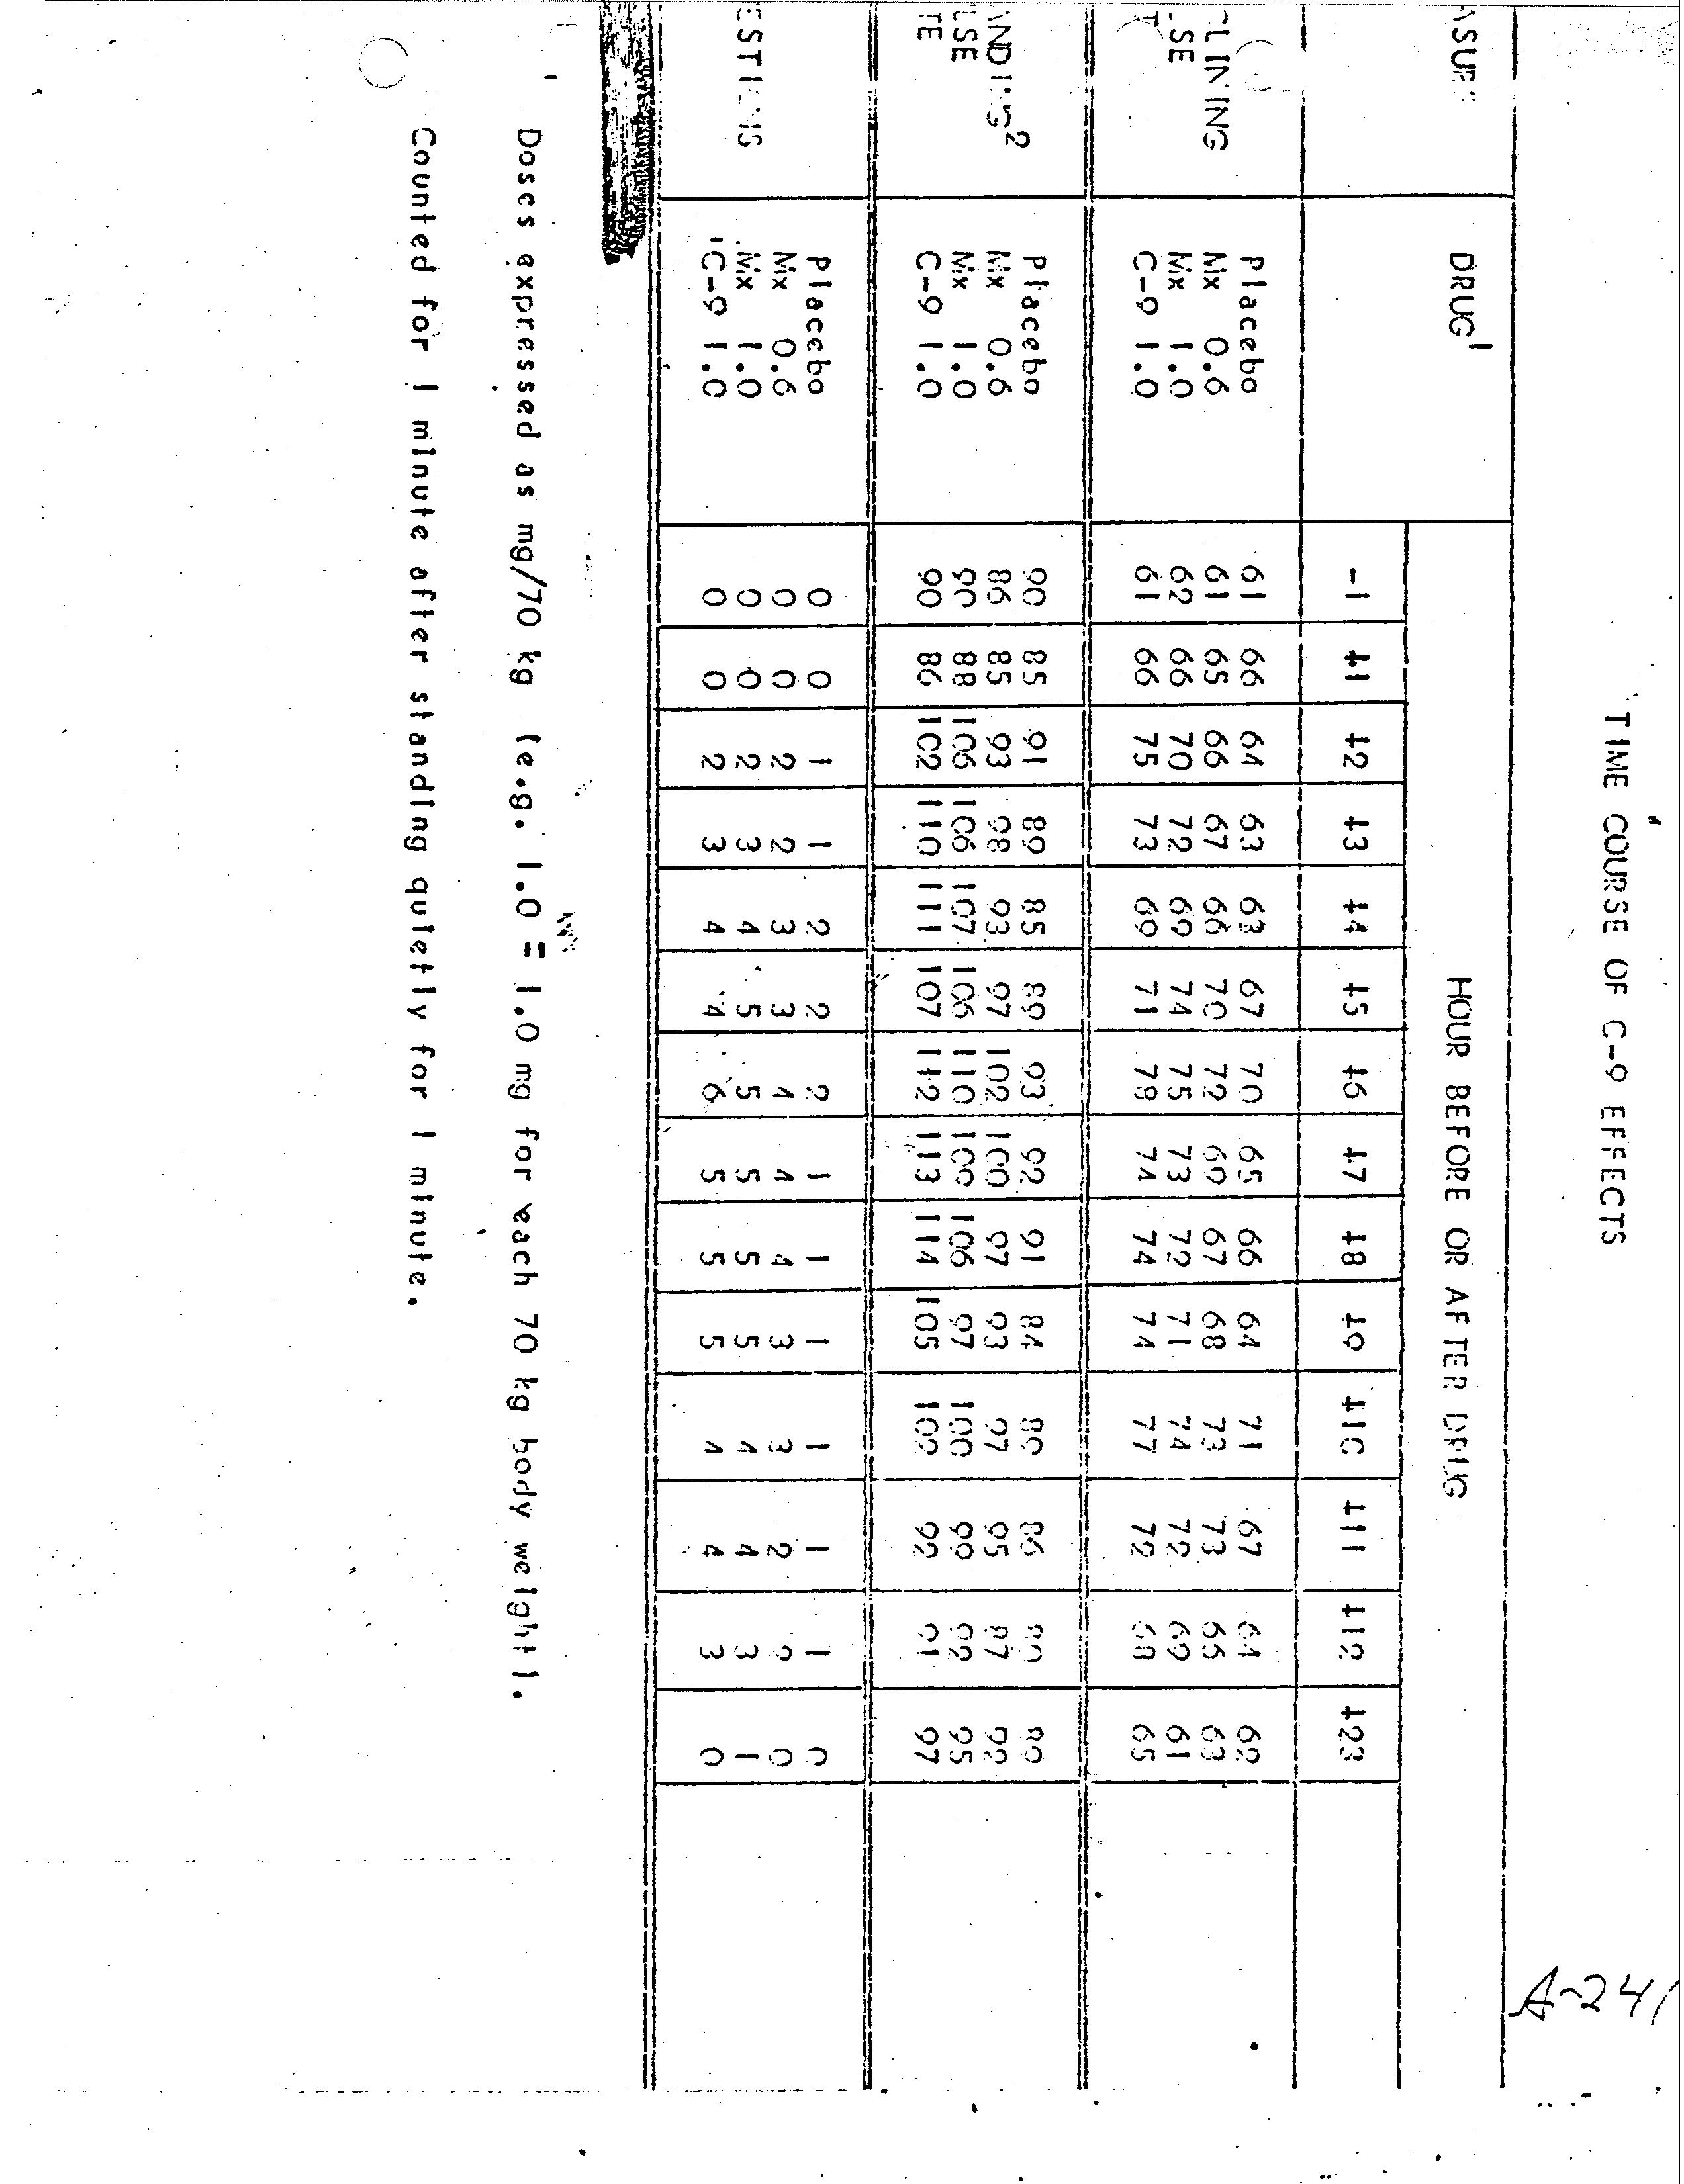 A-241
TIME COURSE OF C-9 EFFECTS
ASURE DRUG¹ HOUR BEFORE OR AFTER DRUG
-1 +1 +2 +3 +4 +5 +6 +7 +8 +9 +10 +11 +12 +23
CLINING Placebo 61 66 64 63 63 67 70 65 66 64 71 67 64 62
LSE Mx 0.6 61 65 66 67 66 70 72 69 67 68 73 73 65 63
Mx 1.0 62 66 70 72 69 74 75 73 72 71 74 72 69 61
C-9 1.0 61 66 75 73 69 71 78 74 74 74 77 72 68 65
ANDING² Placebo 90 85 91 89 85 89 93 92 91 84 89 86 80 89
LSE Mx 0.6 86 85 93 98 93 97 102 100 97 93 97 95 87 92
TE Mx 1.0 90 88 106 106 107 106 110 100 106 97 100 99 92 95
C-9 1.0 90 86 102 110 111 107 112 113 114 105 102 92 91 97
ESTIONS Placebo 0 0 1 1 2 2 2 1 1 1 1 1 1 0
Mx 0.6 0 0 2 2 3 3 4 4 4 3 3 2 2 0
Mx 1.0 0 0 2 3 4 5 5 5 5 5 4 4 3 1
C-9 1.0 0 0 2 3 4 4 6 5 5 5 4 4 3 0
Doses expressed as mg/70 kg (e.g. 1.0 = 1.0 mg for each 70 kg body weight).
Counted for 1 minute after standing quietly for 1 minute.